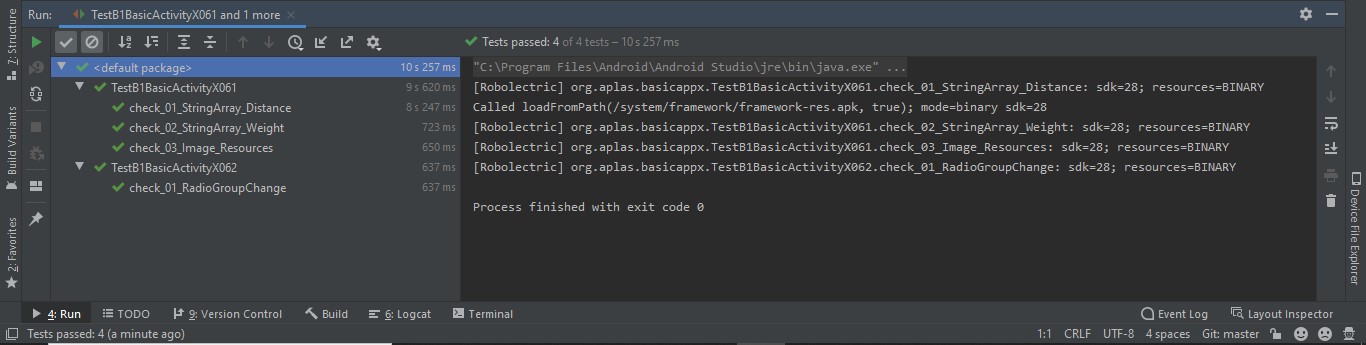 Run: TestB1BasicActivityX061 and 1 more
Tests passed: 4 of 4 tests – 10 s 257 ms
<default package> 10 s 257 ms
TestB1BasicActivityX061 9 s 620 ms
check_01_StringArray_Distance 8 s 247 ms
check_02_StringArray_Weight 723 ms
check_03_Image_Resources 650 ms
TestB1BasicActivityX062 637 ms
check_01_RadioGroupChange 637 ms
"C:\Program Files\Android\Android Studio\jre\bin\java.exe" ...
[Robolectric] org.aplas.basicappx.TestB1BasicActivityX061.check_01_StringArray_Distance: sdk=28; resources=BINARY
Called loadFromPath(/system/framework/framework-res.apk, true); mode=binary sdk=28
[Robolectric] org.aplas.basicappx.TestB1BasicActivityX061.check_02_StringArray_Weight: sdk=28; resources=BINARY
[Robolectric] org.aplas.basicappx.TestB1BasicActivityX061.check_03_Image_Resources: sdk=28; resources=BINARY
[Robolectric] org.aplas.basicappx.TestB1BasicActivityX062.check_01_RadioGroupChange: sdk=28; resources=BINARY
Process finished with exit code 0
Z: Structure
Build Variants
2: Favorites
Device File Explorer
4: Run TODO 9: Version Control Build 6: Logcat Terminal Event Log Layout Inspector
Tests passed: 4 (a minute ago) 1:1 CRLF UTF-8 4 spaces Git: master